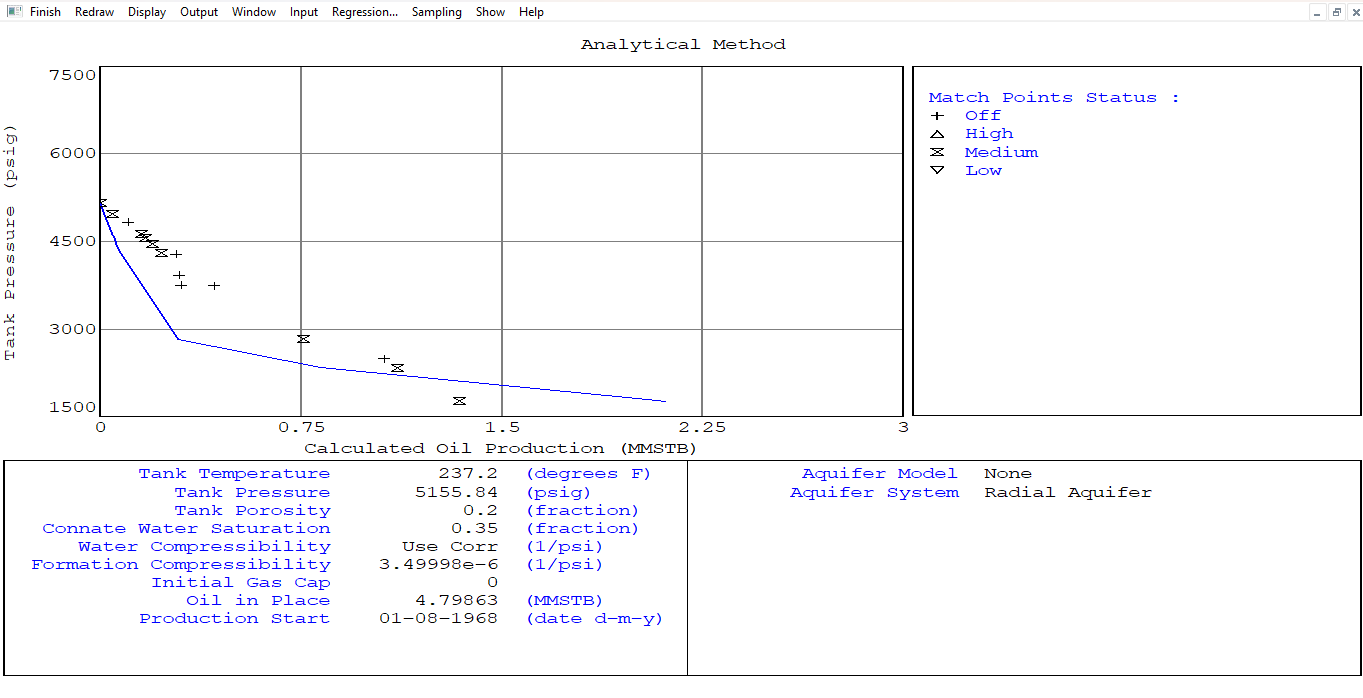 Finish Redraw Display Output Window Input Regression... Sampling Show Help
Analytical Method
Tank Pressure (psig)
7500
6000
4500
3000
1500
0 0.75 1.5 2.25 3
Calculated Oil Production (MMSTB)
Match Points Status :
Off
High
Medium
Low
Tank Temperature 237.2 (degrees F)
Tank Pressure 5155.84 (psig)
Tank Porosity 0.2 (fraction)
Connate Water Saturation 0.35 (fraction)
Water Compressibility Use Corr (1/psi)
Formation Compressibility 3.49998e-6 (1/psi)
Initial Gas Cap 0
Oil in Place 4.79863 (MMSTB)
Production Start 01-08-1968 (date d-m-y)
Aquifer Model None
Aquifer System Radial Aquifer